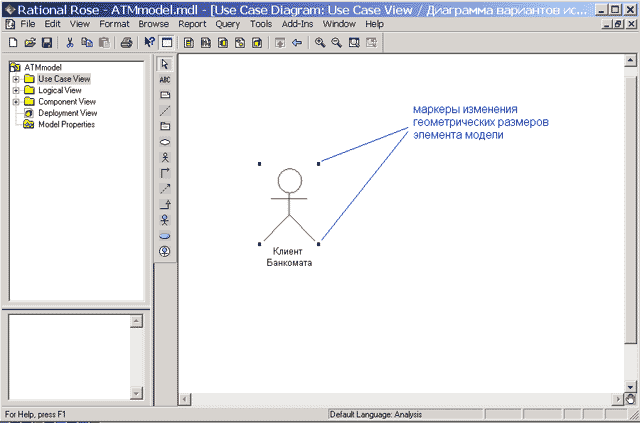 Rational Rose - ATMmodel.mdl - [Use Case Diagram: Use Case View / Диаграмма вариантов ис...
File Edit View Format Browse Report Query Tools Add-Ins Window Help
ATMmodel
Use Case View
Logical View
Component View
Deployment View
Model Properties
ABC
маркеры изменения
геометрических размеров
элемента модели
Клиент
Банкомата
For Help, press F1
Default Language: Analysis